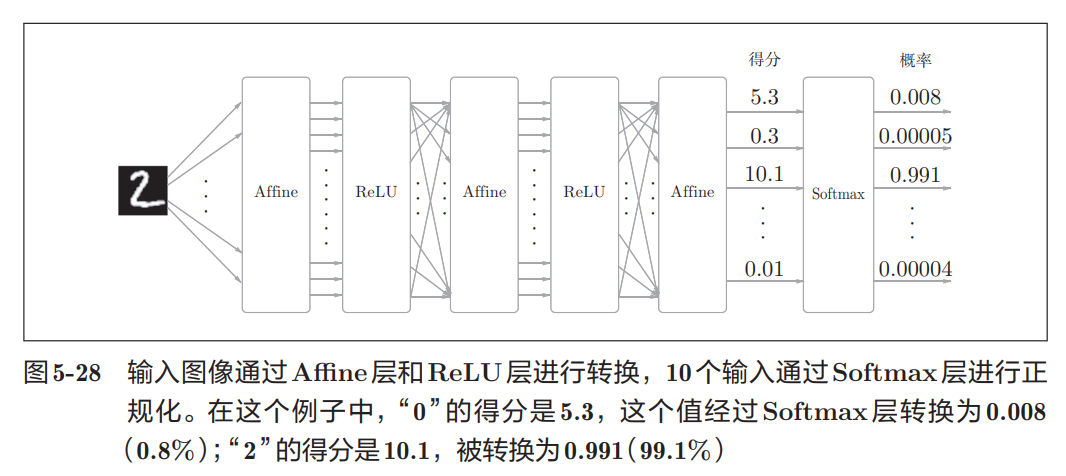 得分 概率
5.3 0.008
0.3 0.00005
10.1 0.991
2 Affine ReLU Affine ReLU Affine Softmax
0.01 0.00004
图5-28 输入图像通过Affine层和ReLU层进行转换，10个输入通过Softmax层进行正
规化。在这个例子中，“0”的得分是5.3，这个值经过Softmax层转换为0.008
（0.8%）；“2”的得分是10.1，被转换为0.991（99.1%）